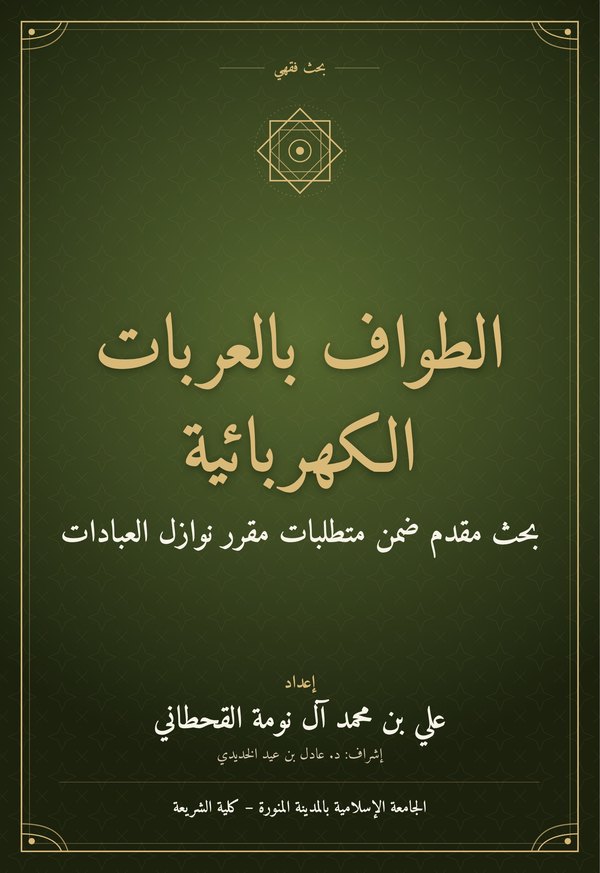 بحث فقهي
الطواف بالعربات
الكهربائية
بحث مقدم ضمن متطلبات مقرر نوازل العبادات
إعداد
علي بن محمد آل نومة القحطاني
إشراف: د. عادل بن عيد الخديدي
الجامعة الإسلامية بالمدينة المنورة – كلية الشريعة